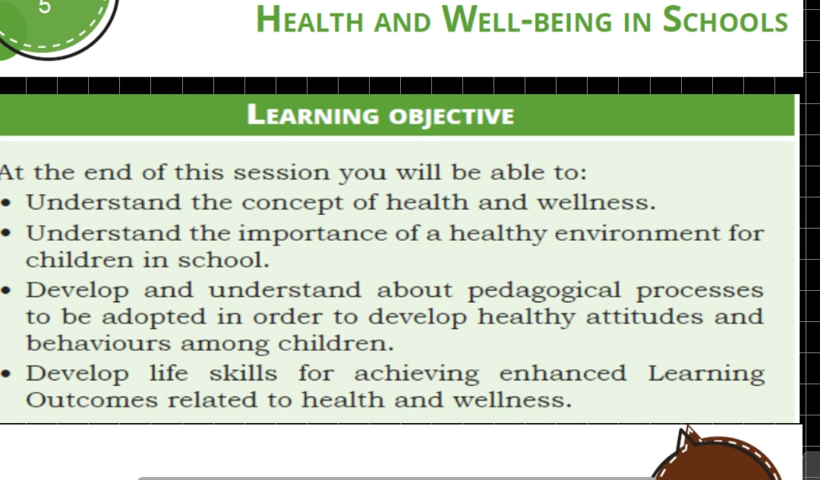 5
HEALTH AND WELL-BEING IN SCHOOLS
LEARNING OBJECTIVE
At the end of this session you will be able to:
• Understand the concept of health and wellness.
• Understand the importance of a healthy environment for
children in school.
• Develop and understand about pedagogical processes
to be adopted in order to develop healthy attitudes and
behaviours among children.
• Develop life skills for achieving enhanced Learning
Outcomes related to health and wellness.